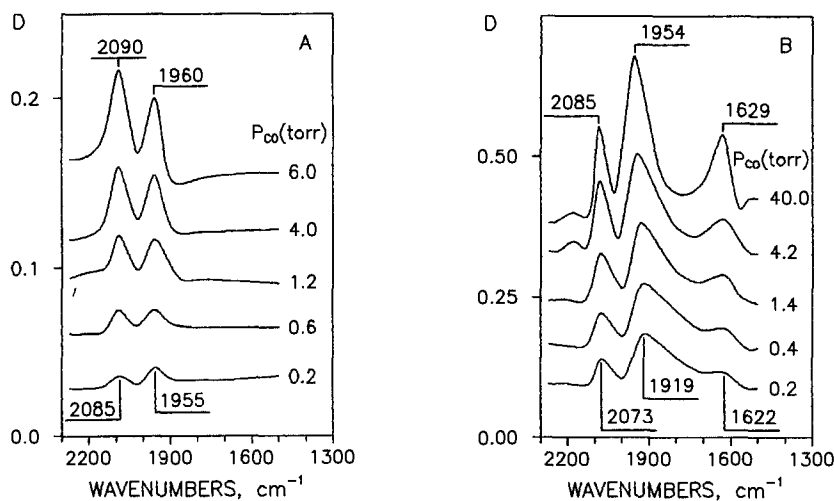 D
A
2090
1960
0.2
P_CO(torr)
6.0
4.0
0.1
1.2
0.6
0.2
2085
1955
0.0
2200 1900 1600 1300
WAVENUMBERS, cm⁻¹
D
B
1954
2085
1629
0.50
P_CO(torr)
40.0
4.2
0.25
1.4
0.4
0.2
1919
2073
1622
0.00
2200 1900 1600 1300
WAVENUMBERS, cm⁻¹